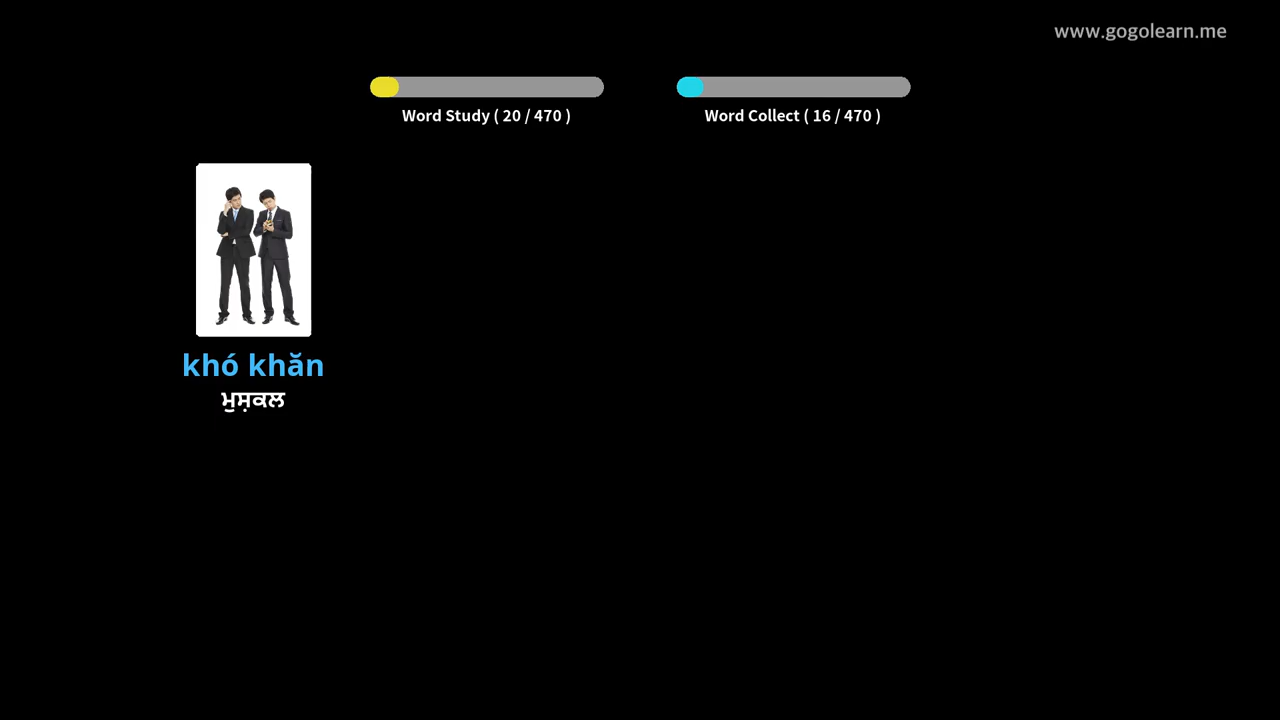 www.gogolearn.me
Word Study ( 20 / 470 )
Word Collect ( 16 / 470 )
khó khăn
ਮੁਸ਼ਕਲ